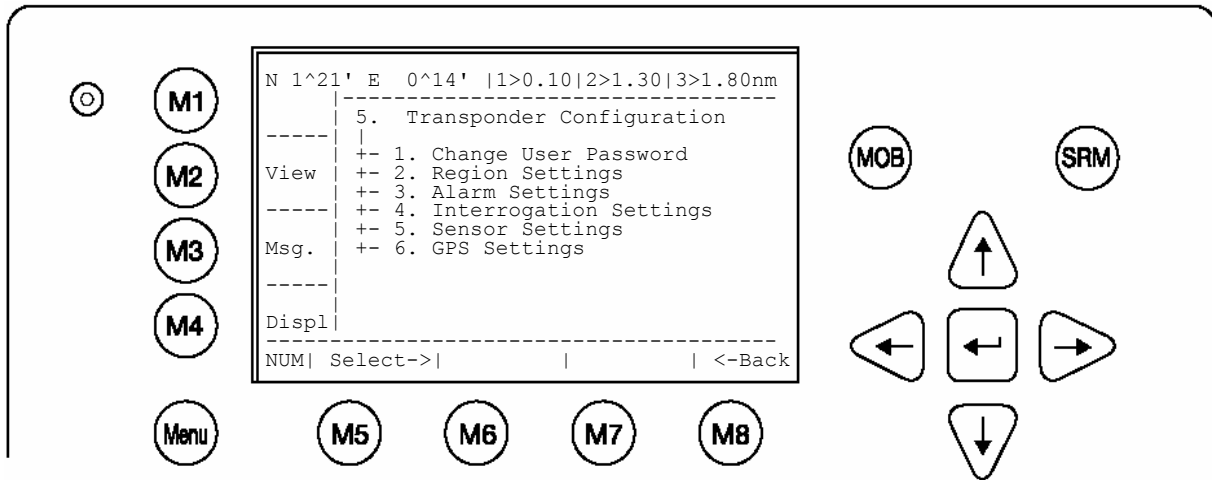 N 1^21' E 0^14' |1>0.10|2>1.30|3>1.80nm
5. Transponder Configuration
+- 1. Change User Password
View | +- 2. Region Settings
+- 3. Alarm Settings
-----| +- 4. Interrogation Settings
+- 5. Sensor Settings
Msg. | +- 6. GPS Settings
Displ|
NUM| Select->| | | <-Back
M1
M2
M3
M4
Menu
M5
M6
M7
M8
MOB
SRM